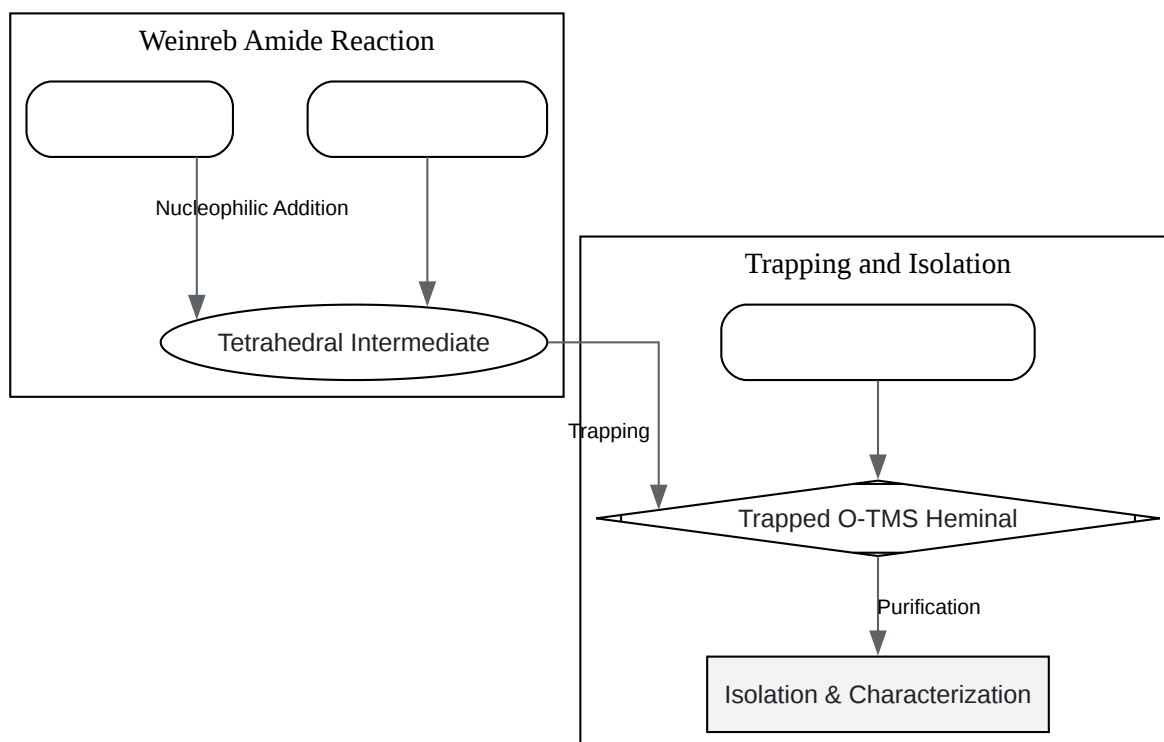 Weinreb Amide Reaction
Nucleophilic Addition
Tetrahedral Intermediate
Trapping and Isolation
Trapping
Trapped O-TMS Heminal
Purification
Isolation & Characterization